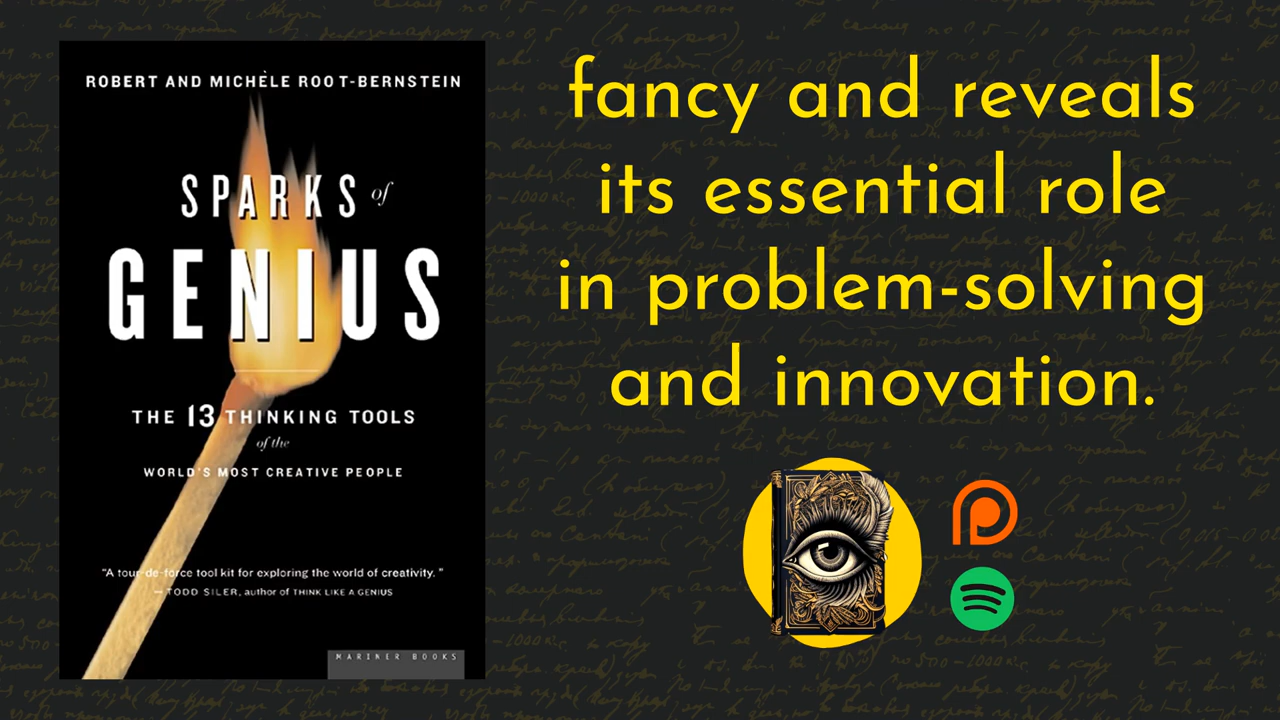 ROBERT AND MICHÈLE ROOT-BERNSTEIN
SPARKS of
GENIUS
THE 13 THINKING TOOLS
of the
WORLD'S MOST CREATIVE PEOPLE
"A tour-de-force tool kit for exploring the world of creativity."
— TODD SILER, author of THINK LIKE A GENIUS
MARINER BOOKS
fancy and reveals
its essential role
in problem-solving
and innovation.